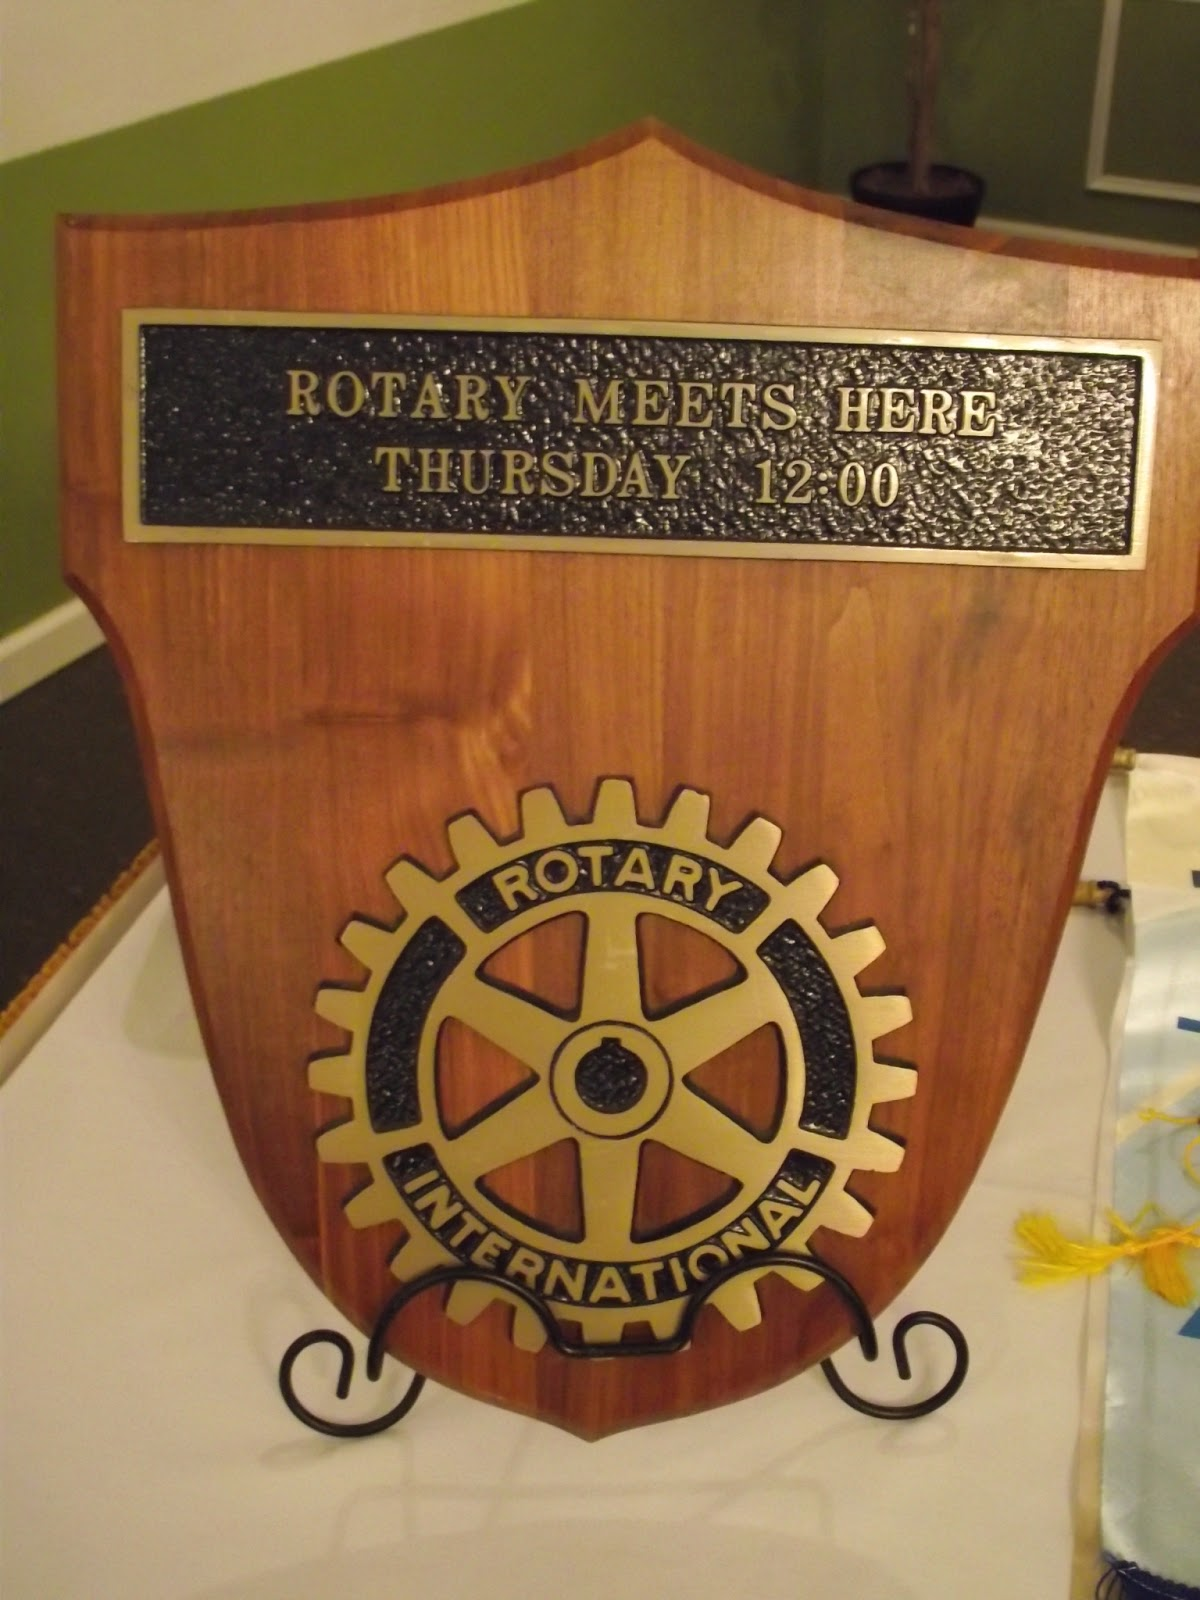 ROTARY MEETS HERE
THURSDAY 12:00
ROTARY
INTERNATIONAL